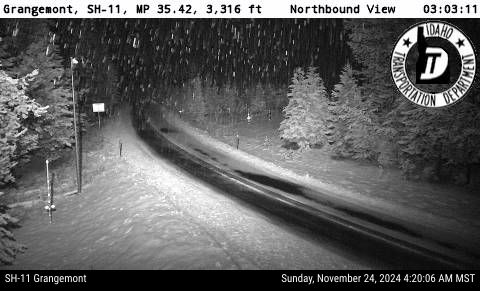 Grangemont, SH-11, MP 35.42, 3,316 ft Northbound View 03:03:11
IDAHO
TRANSPORTATION DEPARTMENT
SH-11 Grangemont Sunday, November 24, 2024 4:20:06 AM MST